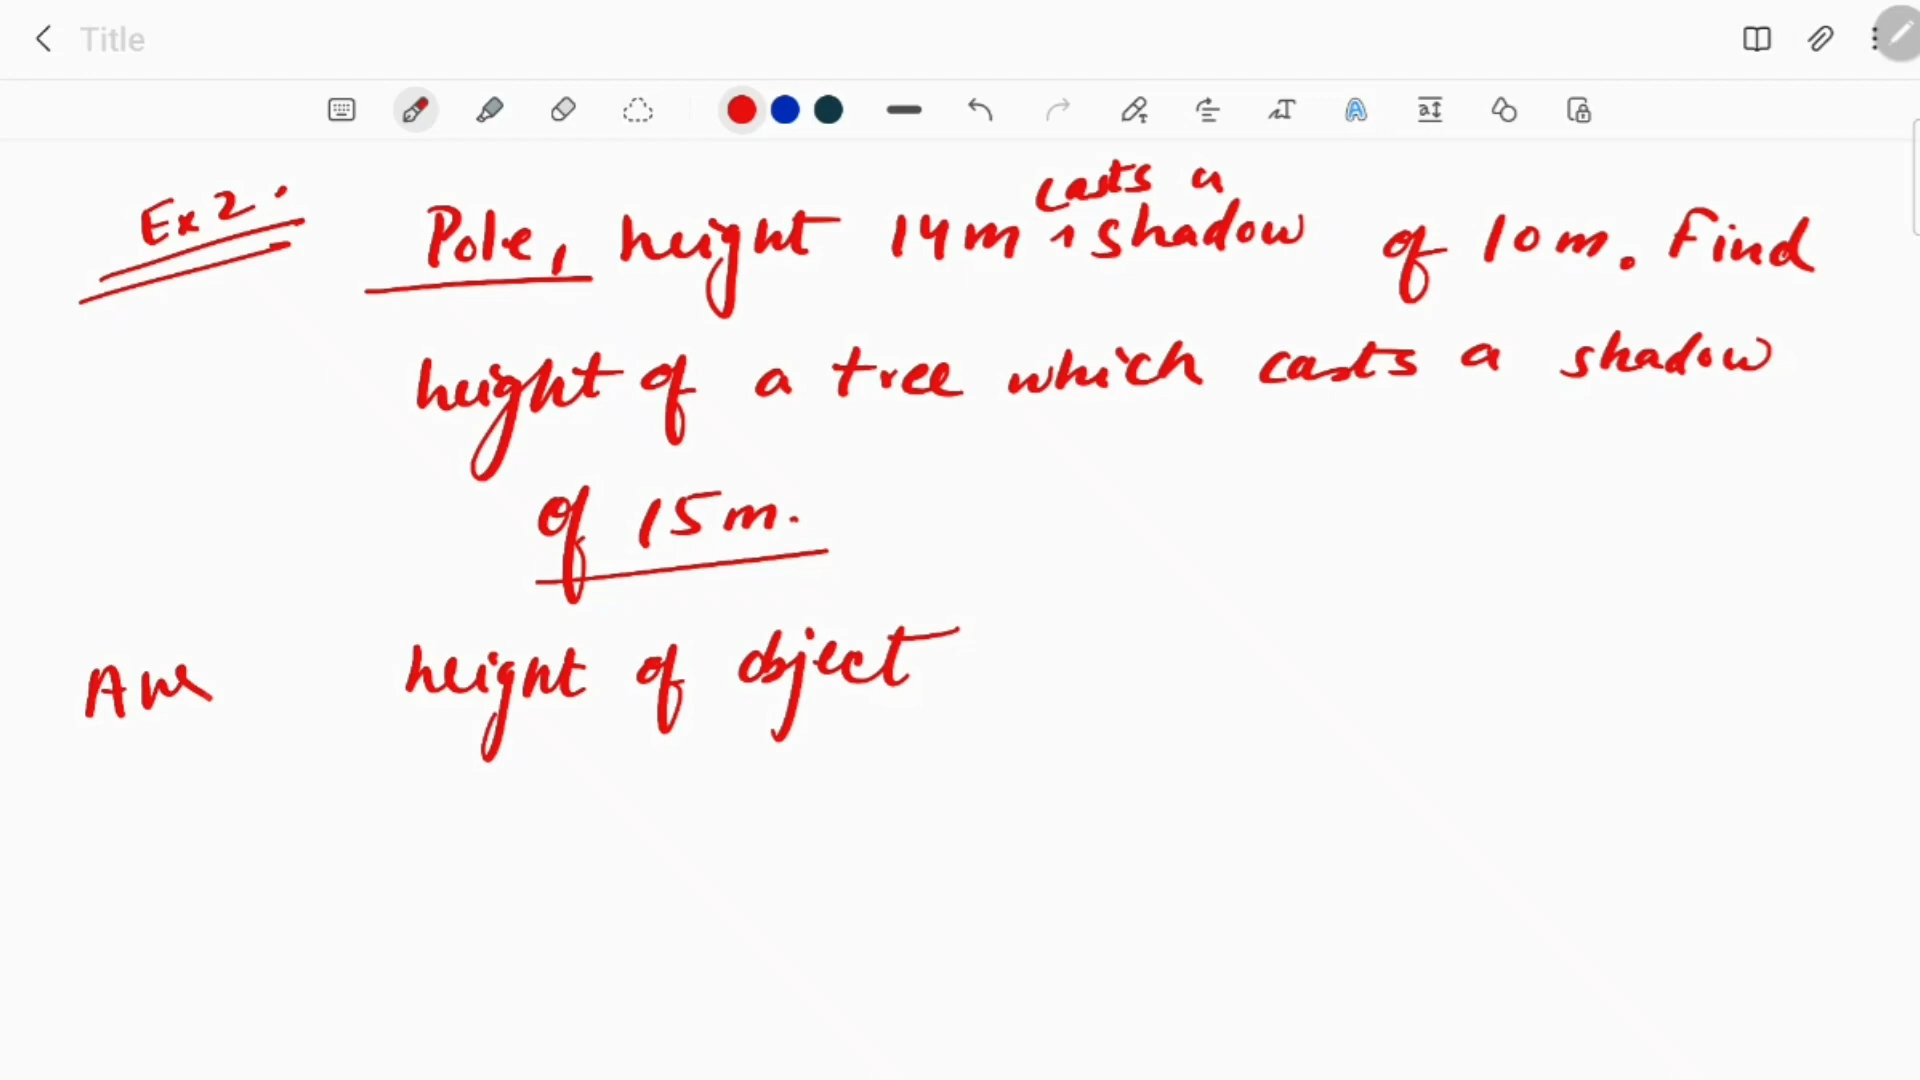 Title
Ex 2:
casts a
Pole, height 14m ^ shadow of 10m. Find
height of a tree which casts a shadow
of 15m.
Ans height of object